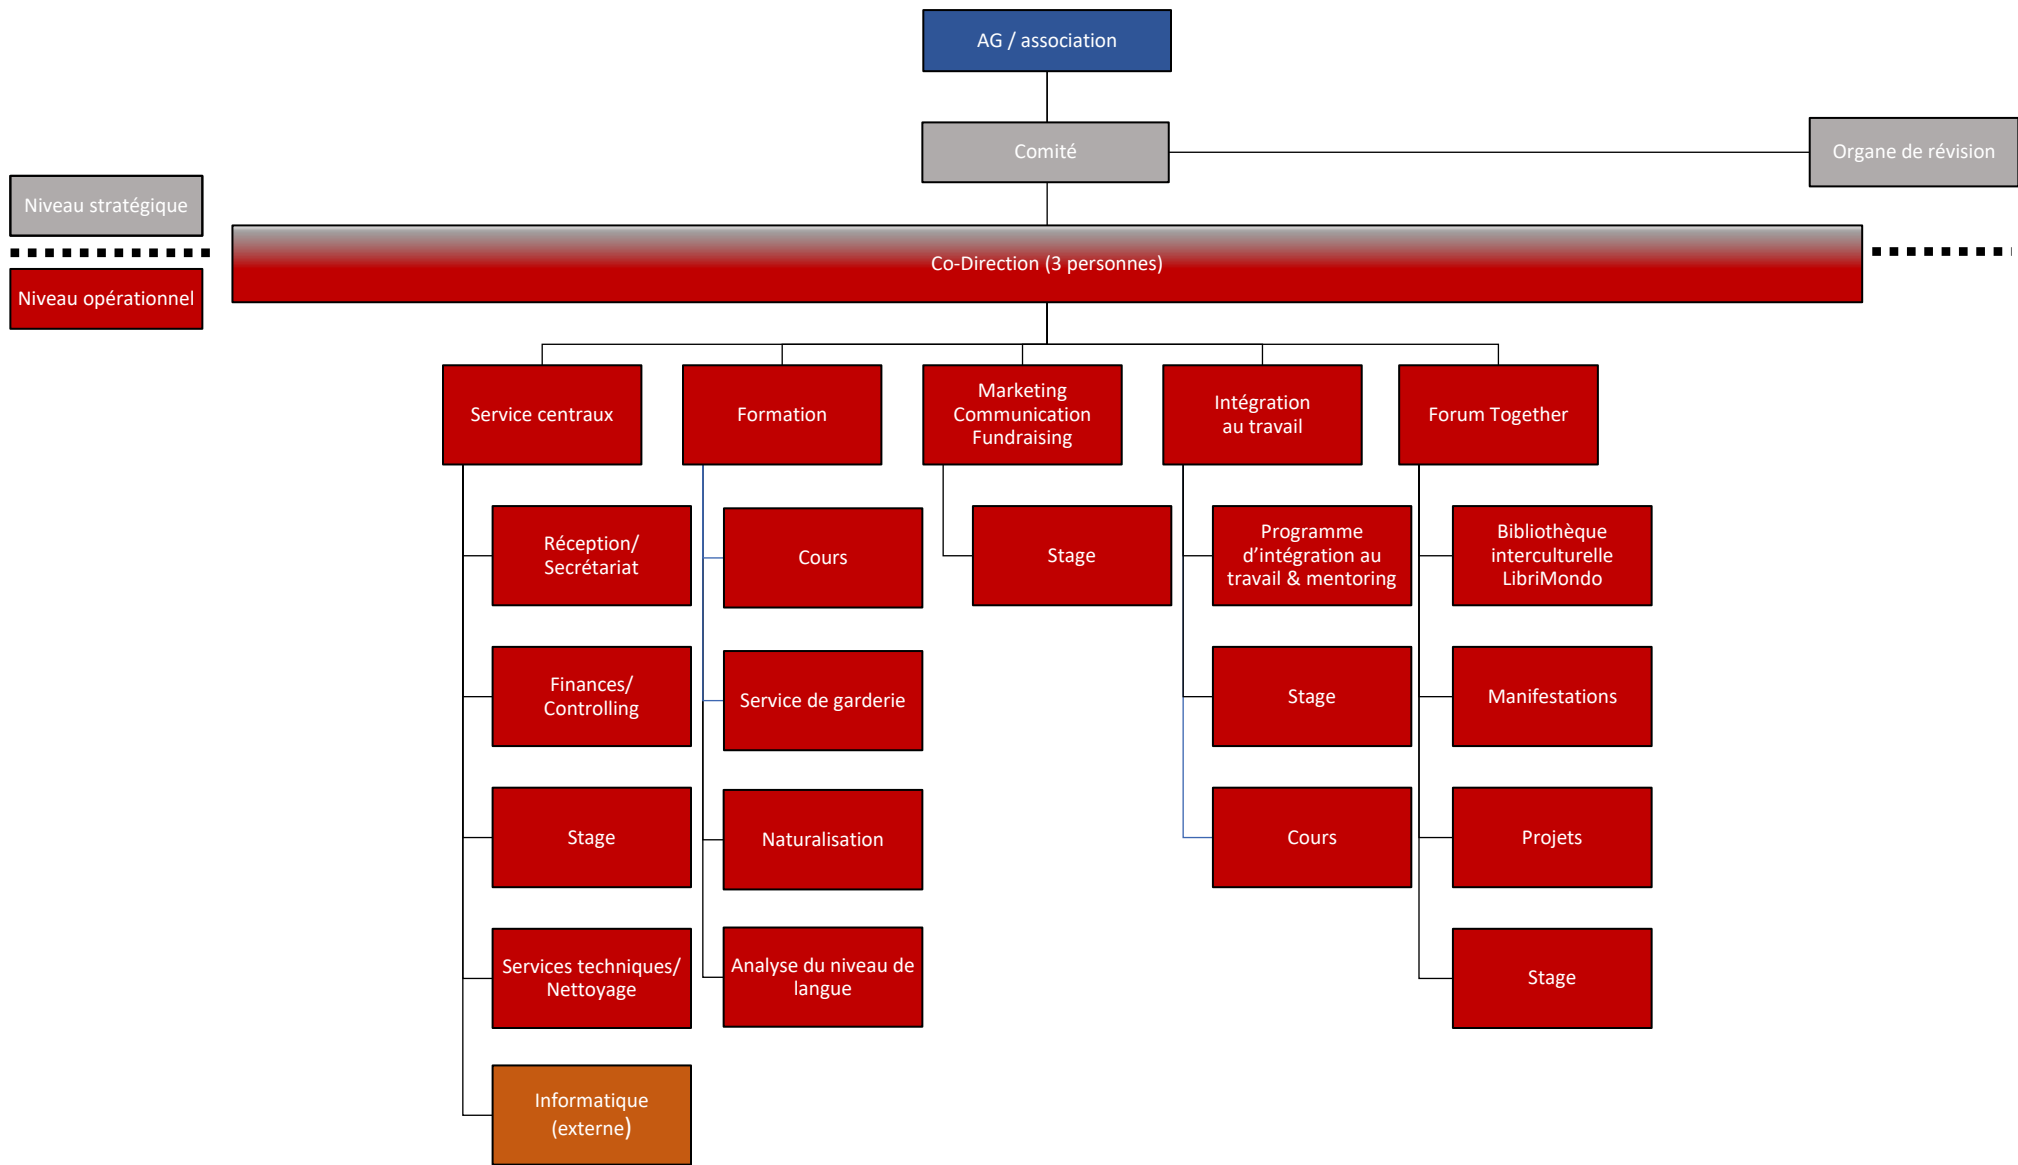 AG / association
Comité
Organe de révision
Niveau stratégique
Co-Direction (3 personnes)
Niveau opérationnel
Service centraux
Formation
Marketing
Communication
Fundraising
Intégration
au travail
Forum Together
Réception/
Secrétariat
Cours
Stage
Programme
d’intégration au
travail & mentoring
Bibliothèque
interculturelle
LibriMondo
Finances/
Controlling
Service de garderie
Stage
Manifestations
Stage
Naturalisation
Cours
Projets
Services techniques/
Nettoyage
Analyse du niveau de
langue
Stage
Informatique
(externe)